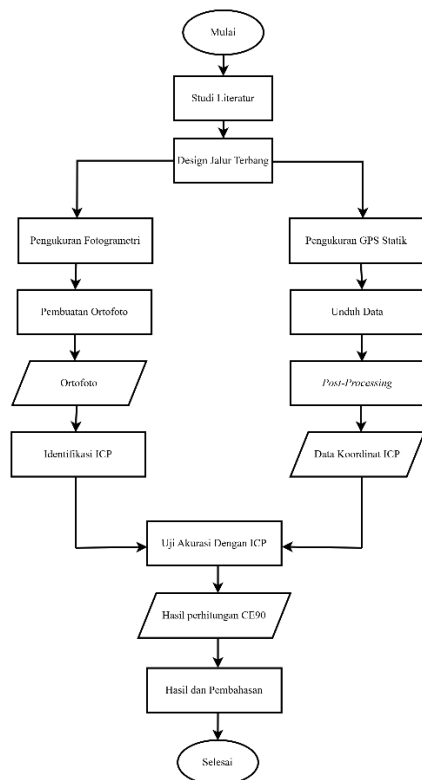 Mulai
Studi Literatur
Design Jalur Terbang
Pengukuran Fotogrametri
Pengukuran GPS Statik
Pembuatan Ortofoto
Unduh Data
Ortofoto
Post-Processing
Identifikasi ICP
Data Koordinat ICP
Uji Akurasi Dengan ICP
Hasil perhitungan CE90
Hasil dan Pembahasan
Selesai